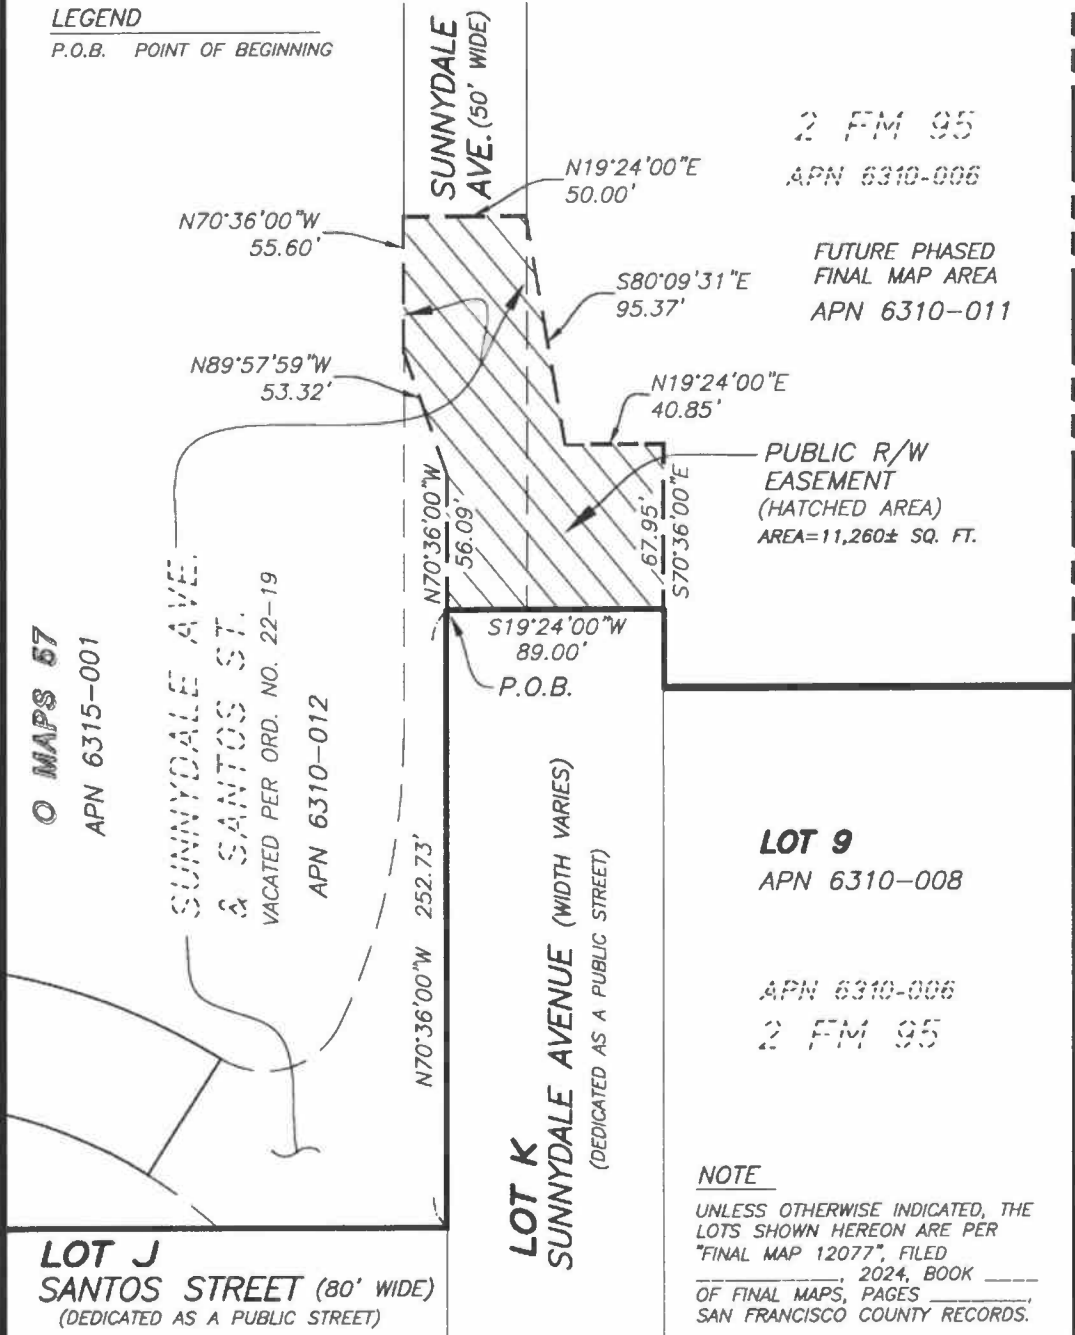 LEGEND
P.O.B. POINT OF BEGINNING
SUNNYDALE
AVE. (50' WIDE)
2 FM 95
APN 6310-006
N19°24'00"E
50.00'
N70°36'00"W
55.60'
FUTURE PHASED
FINAL MAP AREA
APN 6310-011
S80°09'31"E
95.37'
N89°57'59"W
53.32'
N19°24'00"E
40.85'
PUBLIC R/W
EASEMENT
(HATCHED AREA)
AREA=11,260± SQ. FT.
N70°36'00"W
56.09'
67.95'
S70°36'00"E
S19°24'00"W
89.00'
P.O.B.
O MAPS 57
APN 6315-001
SUNNYDALE AVE.
& SANTOS ST.
VACATED PER ORD. NO. 22-19
APN 6310-012
N70°36'00"W 252.73'
LOT K
SUNNYDALE AVENUE (WIDTH VARIES)
(DEDICATED AS A PUBLIC STREET)
LOT 9
APN 6310-008
APN 6310-006
2 FM 95
NOTE
UNLESS OTHERWISE INDICATED, THE
LOTS SHOWN HEREON ARE PER
"FINAL MAP 12077", FILED
__________, 2024, BOOK ____
OF FINAL MAPS, PAGES _______,
SAN FRANCISCO COUNTY RECORDS.
LOT J
SANTOS STREET (80' WIDE)
(DEDICATED AS A PUBLIC STREET)